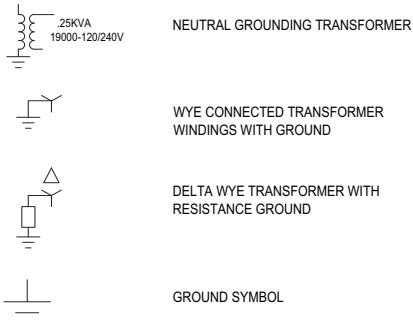 .25KVA
19000-120/240V
NEUTRAL GROUNDING TRANSFORMER
WYE CONNECTED TRANSFORMER
WINDINGS WITH GROUND
DELTA WYE TRANSFORMER WITH
RESISTANCE GROUND
GROUND SYMBOL